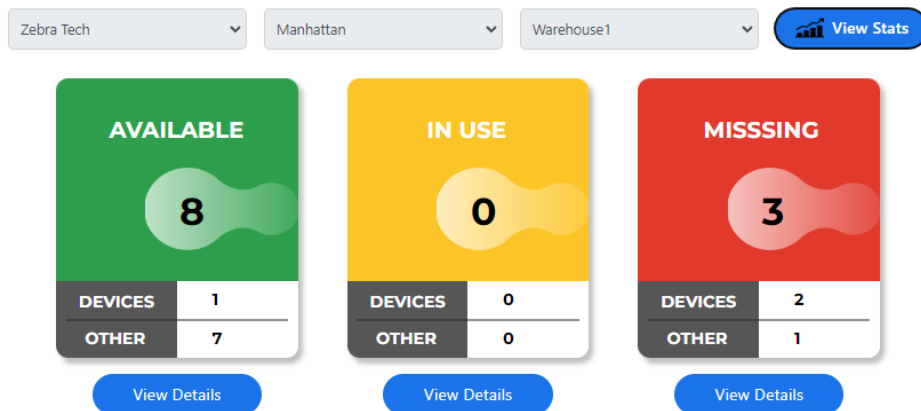 Zebra Tech Manhattan Warehouse1 View Stats
AVAILABLE IN USE MISSSING
8 0 3
DEVICES 1 DEVICES 0 DEVICES 2
OTHER 7 OTHER 0 OTHER 1
View Details View Details View Details